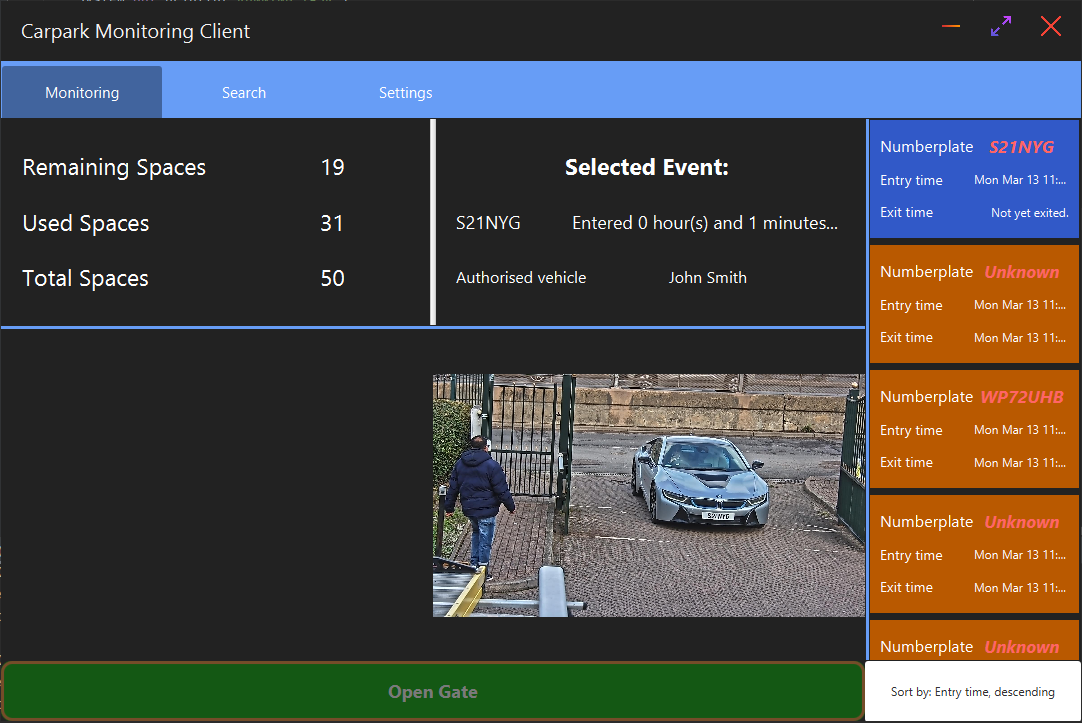 Carpark Monitoring Client
Monitoring Search Settings
Remaining Spaces 19
Used Spaces 31
Total Spaces 50
Selected Event:
S21NYG Entered 0 hour(s) and 1 minutes...
Authorised vehicle John Smith
S21NYG
Open Gate
Numberplate S21NYG
Entry time Mon Mar 13 11:...
Exit time Not yet exited.
Numberplate Unknown
Entry time Mon Mar 13 11:...
Exit time Mon Mar 13 11:...
Numberplate WP72UHB
Entry time Mon Mar 13 11:...
Exit time Mon Mar 13 11:...
Numberplate Unknown
Entry time Mon Mar 13 11:...
Exit time Mon Mar 13 11:...
Numberplate Unknown
Sort by: Entry time, descending